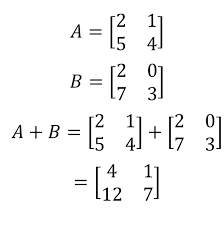 A = [2 1
5 4]
B = [2 0
7 3]
A + B = [2 1
5 4] + [2 0
7 3]
= [4 1
12 7]